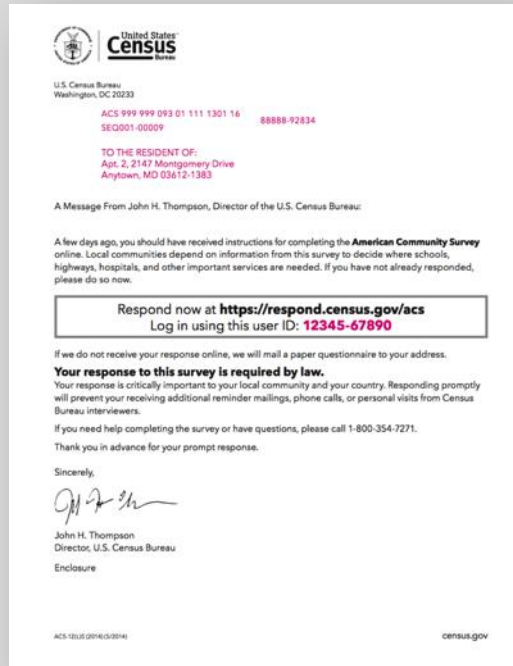 United States
Census
Bureau
U.S. Census Bureau
Washington, DC 20233
ACS 999 999 093 01 111 1301 16
SEQ001-00009
88888-92834
TO THE RESIDENT OF:
Apt. 2, 2147 Montgomery Drive
Anytown, MD 03612-1383
A Message From John H. Thompson, Director of the U.S. Census Bureau:
A few days ago, you should have received instructions for completing the American Community Survey
online. Local communities depend on information from this survey to decide where schools,
highways, hospitals, and other important services are needed. If you have not already responded,
please do so now.
Respond now at https://respond.census.gov/acs
Log in using this user ID: 12345-67890
If we do not receive your response online, we will mail a paper questionnaire to your address.
Your response to this survey is required by law.
Your response is critically important to your local community and your country. Responding promptly
will prevent your receiving additional reminder mailings, phone calls, or personal visits from Census
Bureau interviewers.
If you need help completing the survey or have questions, please call 1-800-354-7271.
Thank you in advance for your prompt response.
Sincerely,
John H. Thompson
Director, U.S. Census Bureau
Enclosure
ACS-12(L)S (2014) (5/2014)
census.gov